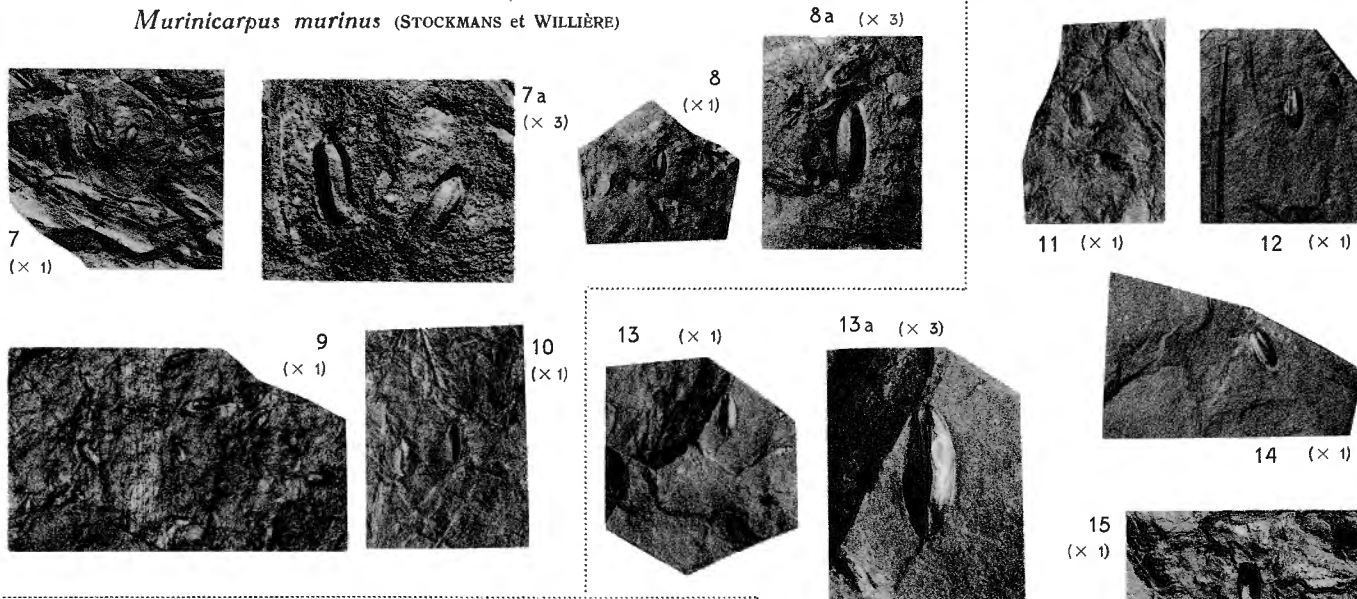 Murinicarpus murinus (STOCKMANS et WILLIÈRE)
7
(× 1)
7a
(× 3)
8
(×1)
8a (× 3)
9
(× 1)
10
(×1)
11 (× 1)
12 (× 1)
13 (× 1)
13a (× 3)
14 (× 1)
15
(× 1)